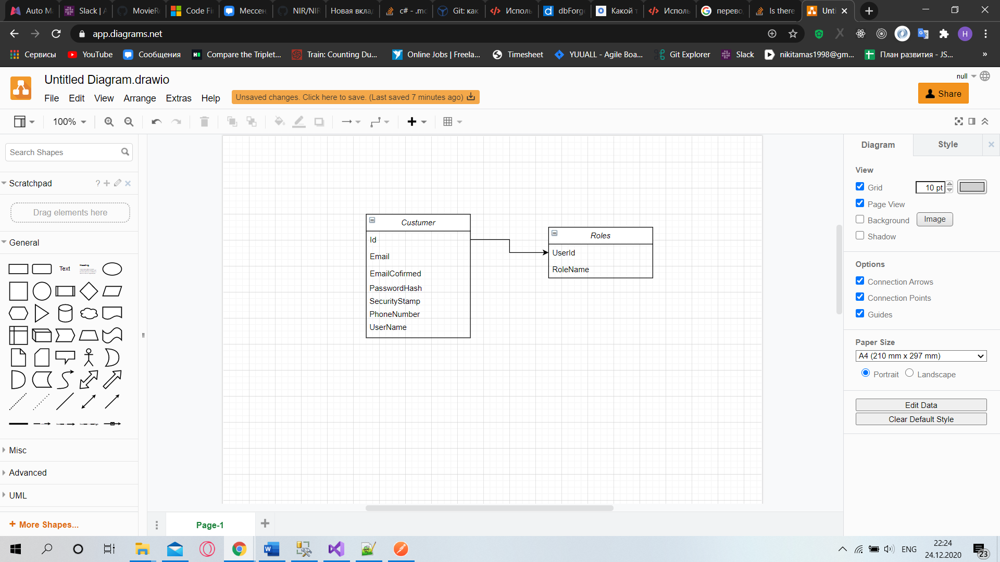 Auto M
Slack | A
MovieRe
Code Fi
Мессен
NIR/NIR
Новая вклад
c# - .mo
Git: как
Исполь
dbForge
Какой т
Исполь
перево
Is there
Unti
app.diagrams.net
H
Сервисы
YouTube
Сообщения
Compare the Triplet...
Train: Counting Du...
Online Jobs | Freela...
Timesheet
YUUALL - Agile Boa...
Git Explorer
Slack
nikitamas1998@gm...
План развития - JS...
»
Untitled Diagram.drawio
null
File Edit View Arrange Extras Help
Unsaved changes. Click here to save. (Last saved 7 minutes ago)
Share
100%
Search Shapes
Scratchpad
?
Drag elements here
General
Text
Heading
Misc
Advanced
UML
+ More Shapes...
Custumer
Id
Email
EmailCofirmed
PasswordHash
SecurityStamp
PhoneNumber
UserName
Roles
UserId
RoleName
Page-1
Diagram
Style
View
Grid
10 pt
Page View
Background
Image
Shadow
Options
Connection Arrows
Connection Points
Guides
Paper Size
A4 (210 mm x 297 mm)
Portrait
Landscape
Edit Data
Clear Default Style
ENG
22:24
24.12.2020
23